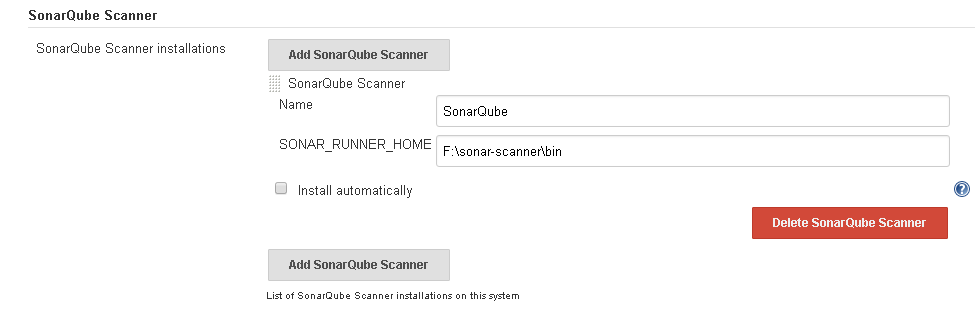 SonarQube Scanner
SonarQube Scanner installations
Add SonarQube Scanner
SonarQube Scanner
Name
SonarQube
SONAR_RUNNER_HOME
F:\sonar-scanner\bin
Install automatically
?
Delete SonarQube Scanner
Add SonarQube Scanner
List of SonarQube Scanner installations on this system